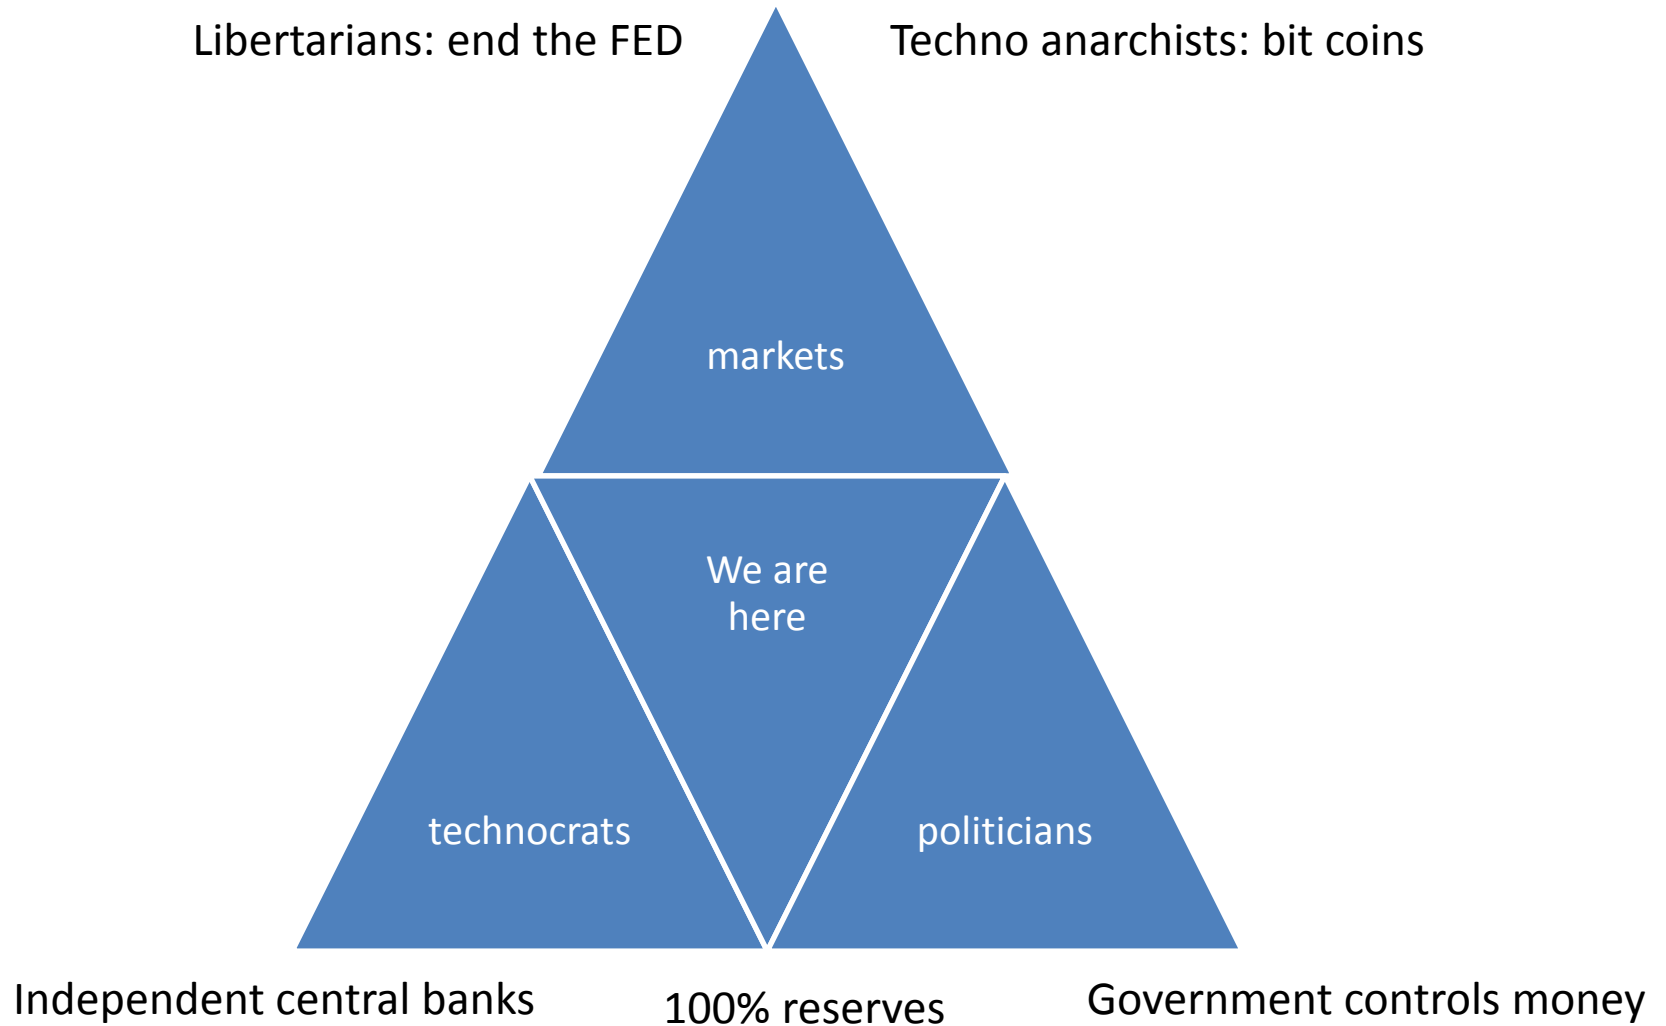 Libertarians: end the FED
Techno anarchists: bit coins
markets
We are
here
technocrats
politicians
Independent central banks
100% reserves
Government controls money